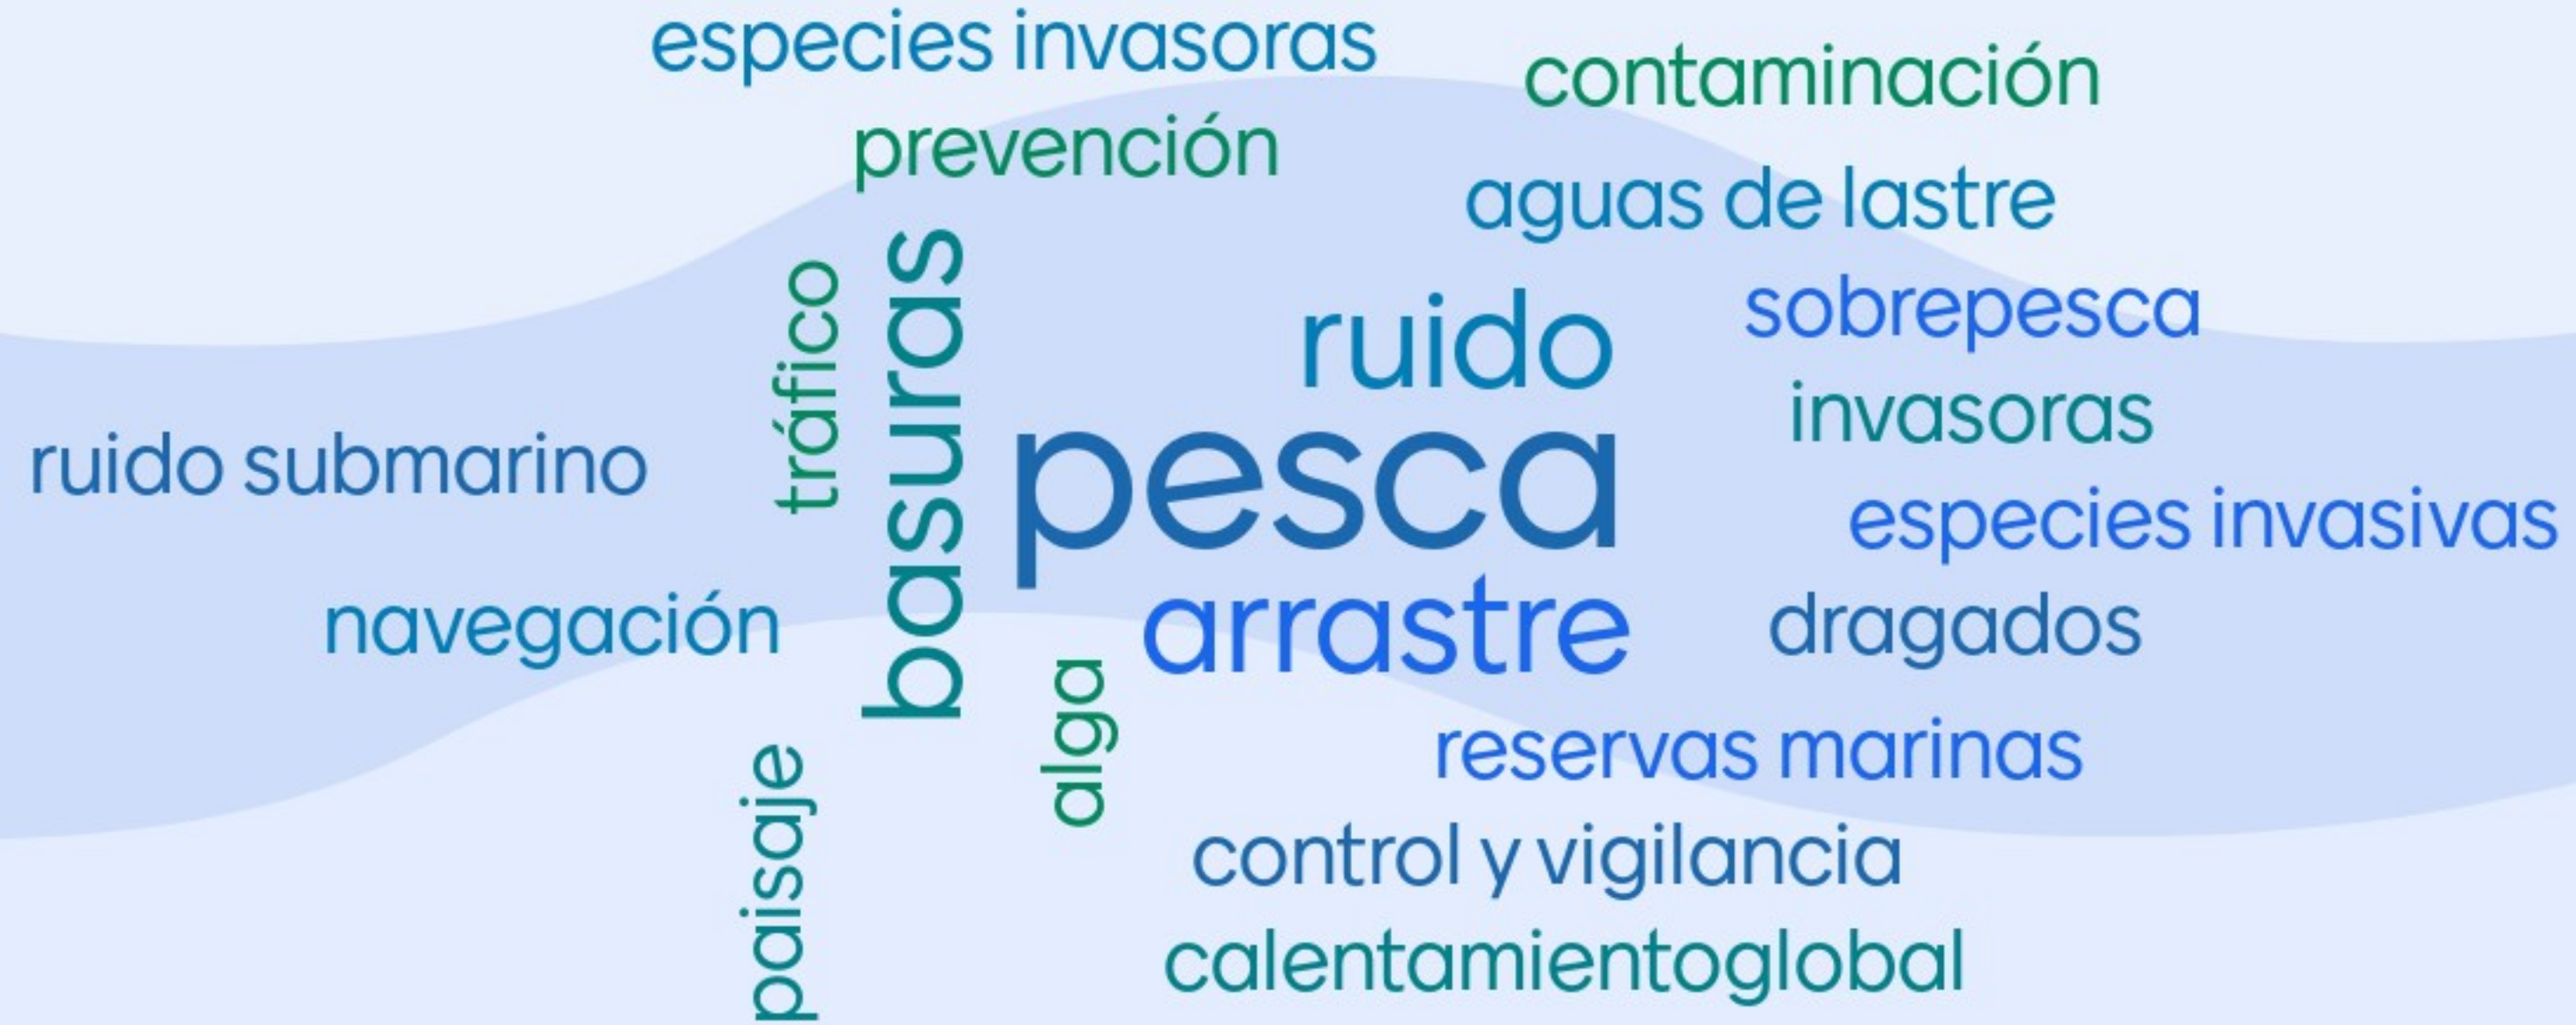 especies invasoras
contaminación
prevención
aguas de lastre
tráfico
basuras
ruido
sobrepesca
invasoras
ruido submarino
pesca
especies invasivas
navegación
arrastre
dragados
alga
reservas marinas
paisaje
control y vigilancia
calentamientoglobal